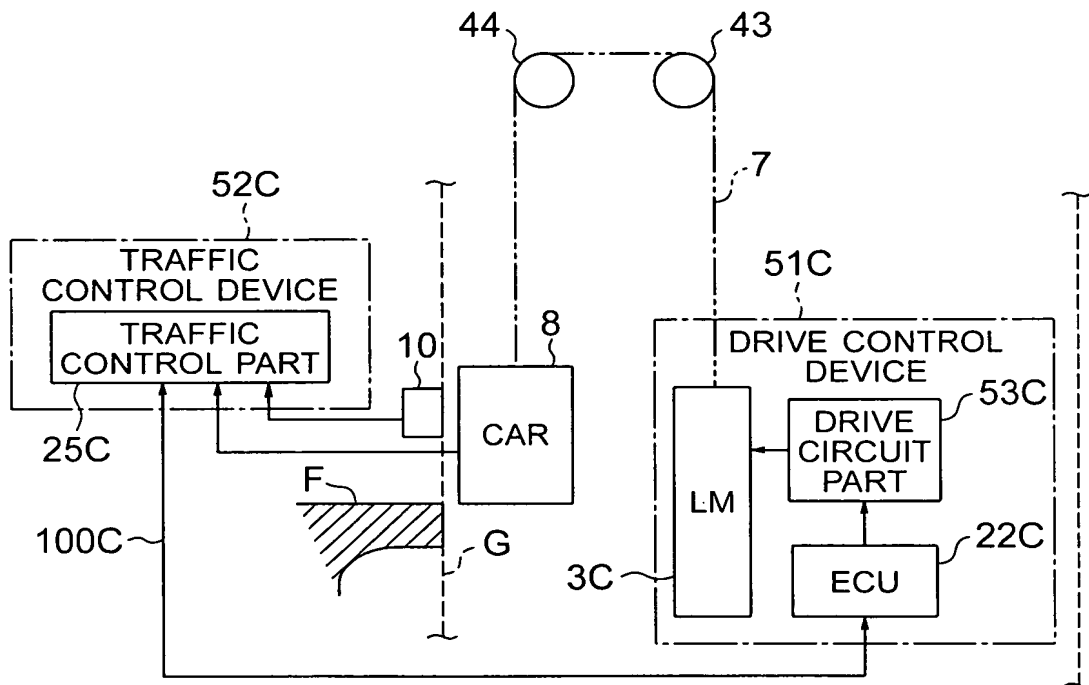 44
43
7
52C
TRAFFIC
CONTROL DEVICE
TRAFFIC
CONTROL PART
25C
10
8
CAR
51C
DRIVE CONTROL
DEVICE
53C
DRIVE
CIRCUIT
PART
LM
3C
22C
ECU
F
G
100C